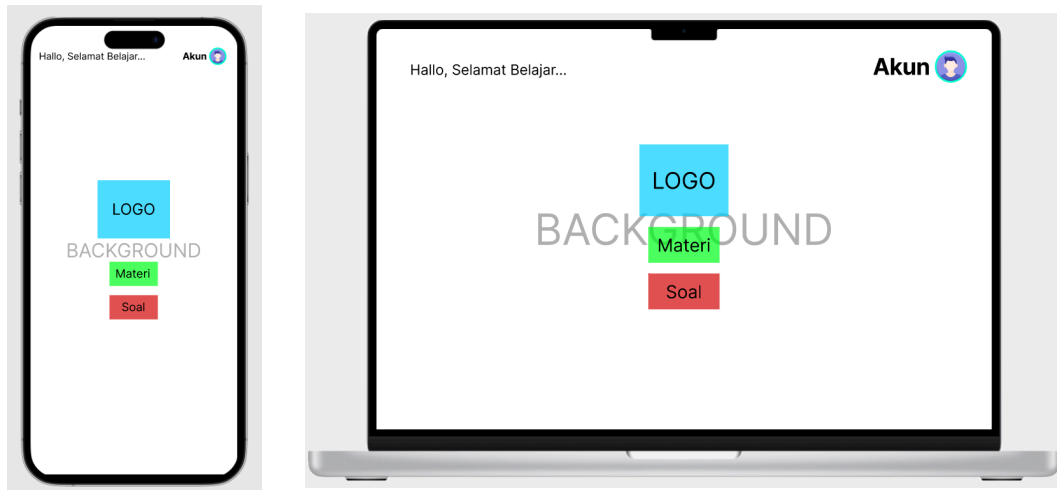 Hallo, Selamat Belajar...
Akun
LOGO
BACKGROUND
Materi
Soal
Hallo, Selamat Belajar...
Akun
LOGO
BACKGROUND
Materi
Soal